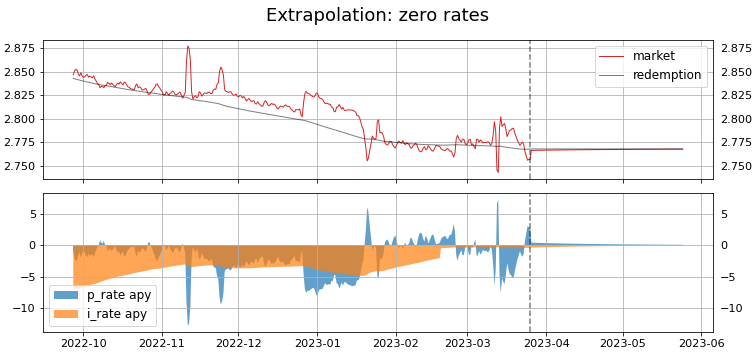 Extrapolation: zero rates
2.875 2.875
2.850 2.850
2.825 2.825
2.800 2.800
2.775 2.775
2.750 2.750
market
redemption
5 5
0 0
−5 −5
−10 −10
p_rate apy
i_rate apy
2022-10 2022-11 2022-12 2023-01 2023-02 2023-03 2023-04 2023-05 2023-06